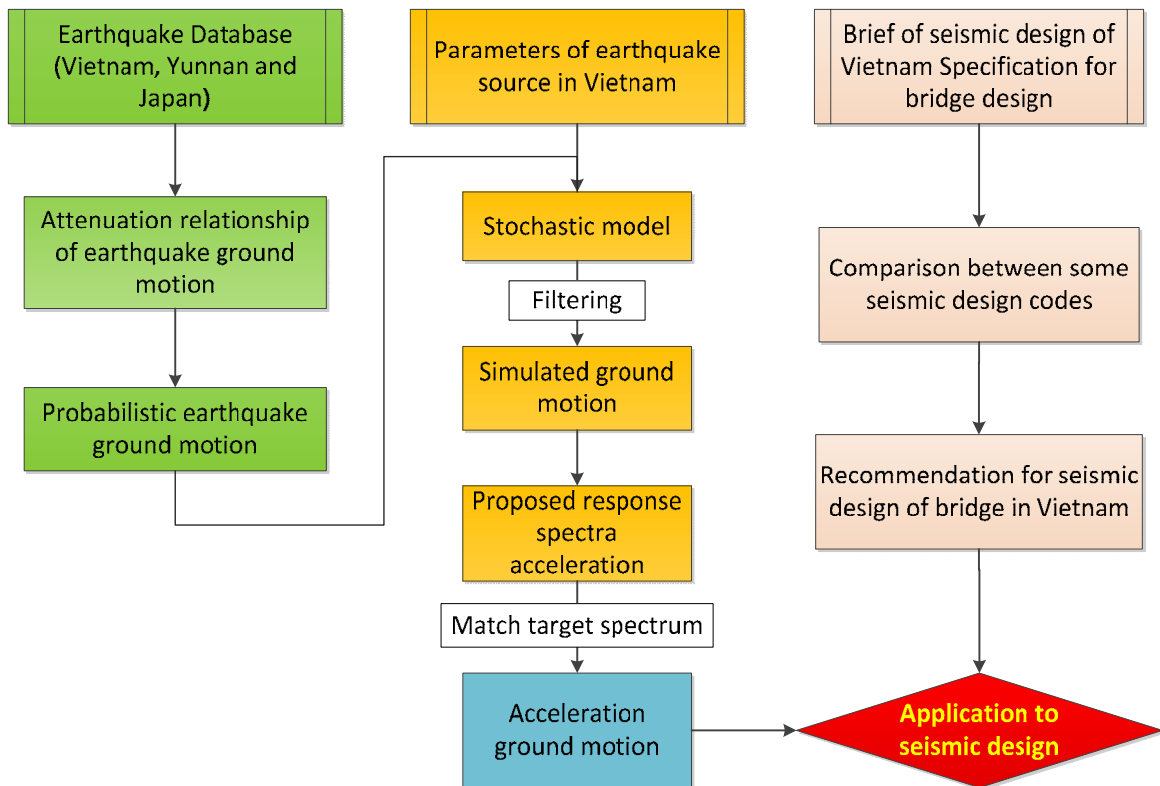 Earthquake Database
(Vietnam, Yunnan and
Japan)
Attenuation relationship
of earthquake ground
motion
Probabilistic earthquake
ground motion
Parameters of earthquake
source in Vietnam
Stochastic model
Filtering
Simulated ground
motion
Proposed response
spectra
acceleration
Match target spectrum
Acceleration
ground motion
Brief of seismic design of
Vietnam Specification for
bridge design
Comparison between some
seismic design codes
Recommendation for seismic
design of bridge in Vietnam
Application to
seismic design